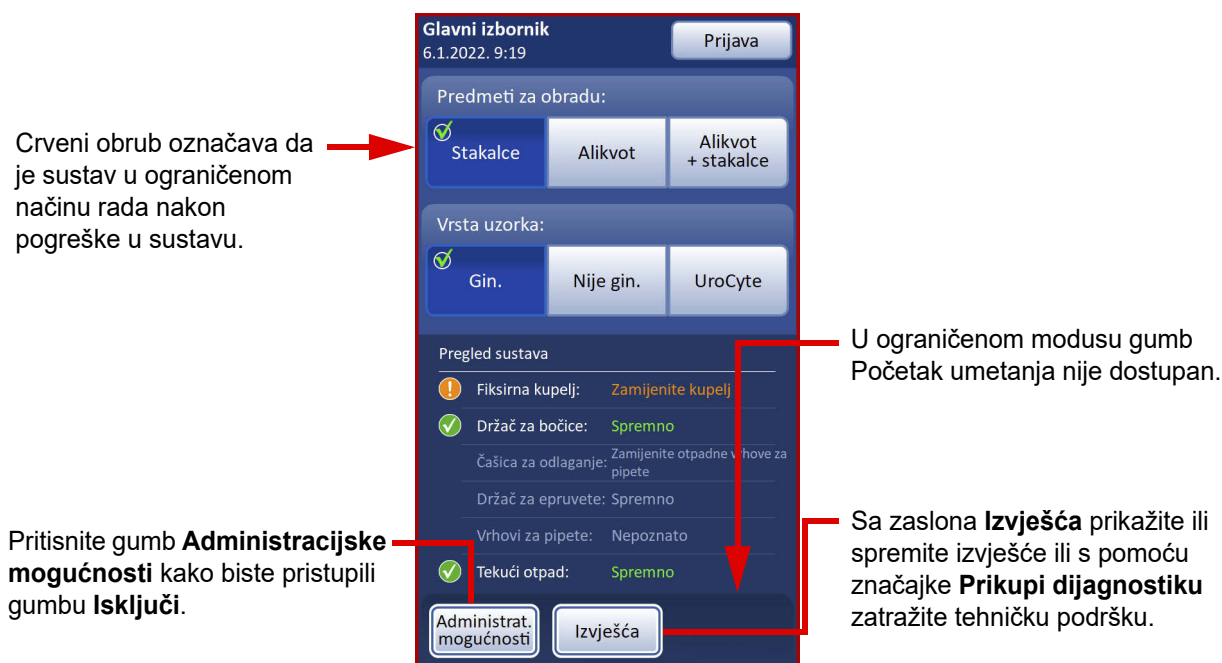 Glavni izbornik
6.1.2022. 9:19
Prijava
Predmeti za obradu:
Stakalce
Alikvot
Alikvot
+ stakalce
Crveni obrub označava da
je sustav u ograničenom
načinu rada nakon
pogreške u sustavu.
Vrsta uzorka:
Gin.
Nije gin.
UroCyte
U ograničenom modusu gumb
Početak umetanja nije dostupan.
Pregled sustava
Fiksirna kupelj: Zamijenite kupelj
Držač za bočice: Spremno
Čašica za odlaganje: Zamijenite otpadne vrhove za
pipete
Držač za epruvete: Spremno
Vrhovi za pipete: Nepoznato
Tekući otpad: Spremno
Pritisnite gumb Administracijske
mogućnosti kako biste pristupili
gumbu Isključi.
Sa zaslona Izvješća prikažite ili
spremite izvješće ili s pomoću
značajke Prikupi dijagnostiku
zatražite tehničku podršku.
Administrat.
mogućnosti
Izvješća